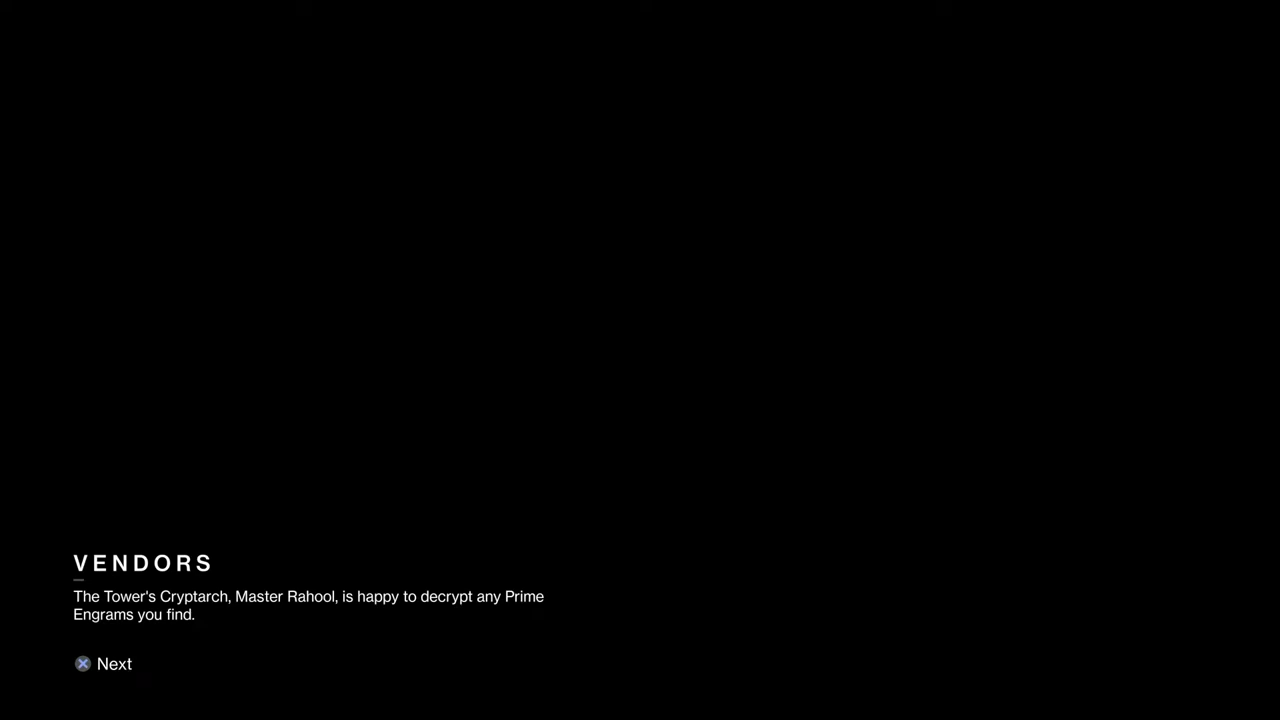 VENDORS
The Tower's Cryptarch, Master Rahool, is happy to decrypt any Prime
Engrams you find.
Next